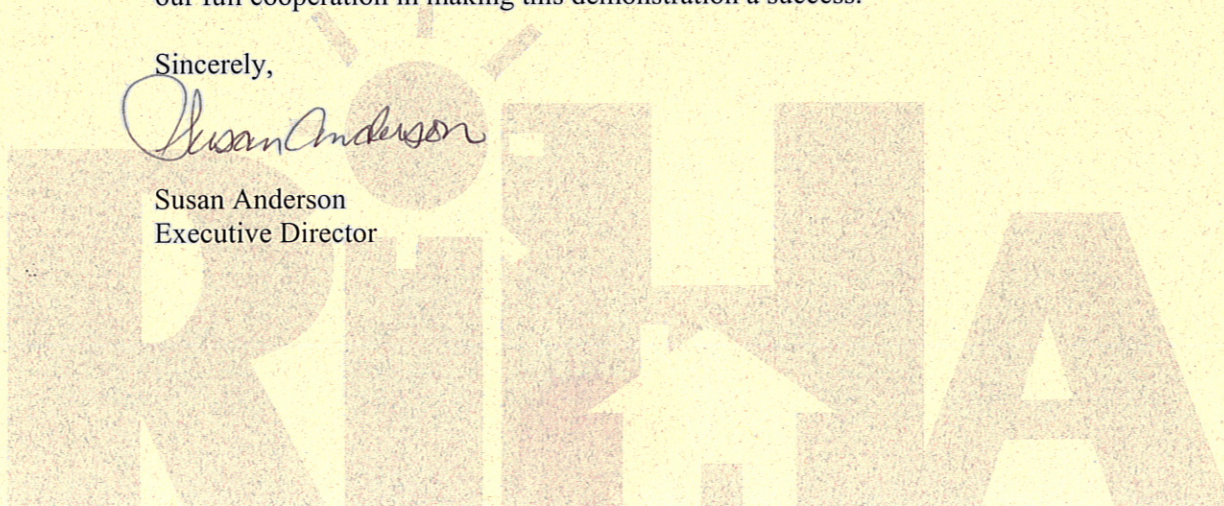 our full cooperation in making this demonstration a success.
Sincerely,
Susan Anderson
Susan Anderson
Executive Director
RiHA